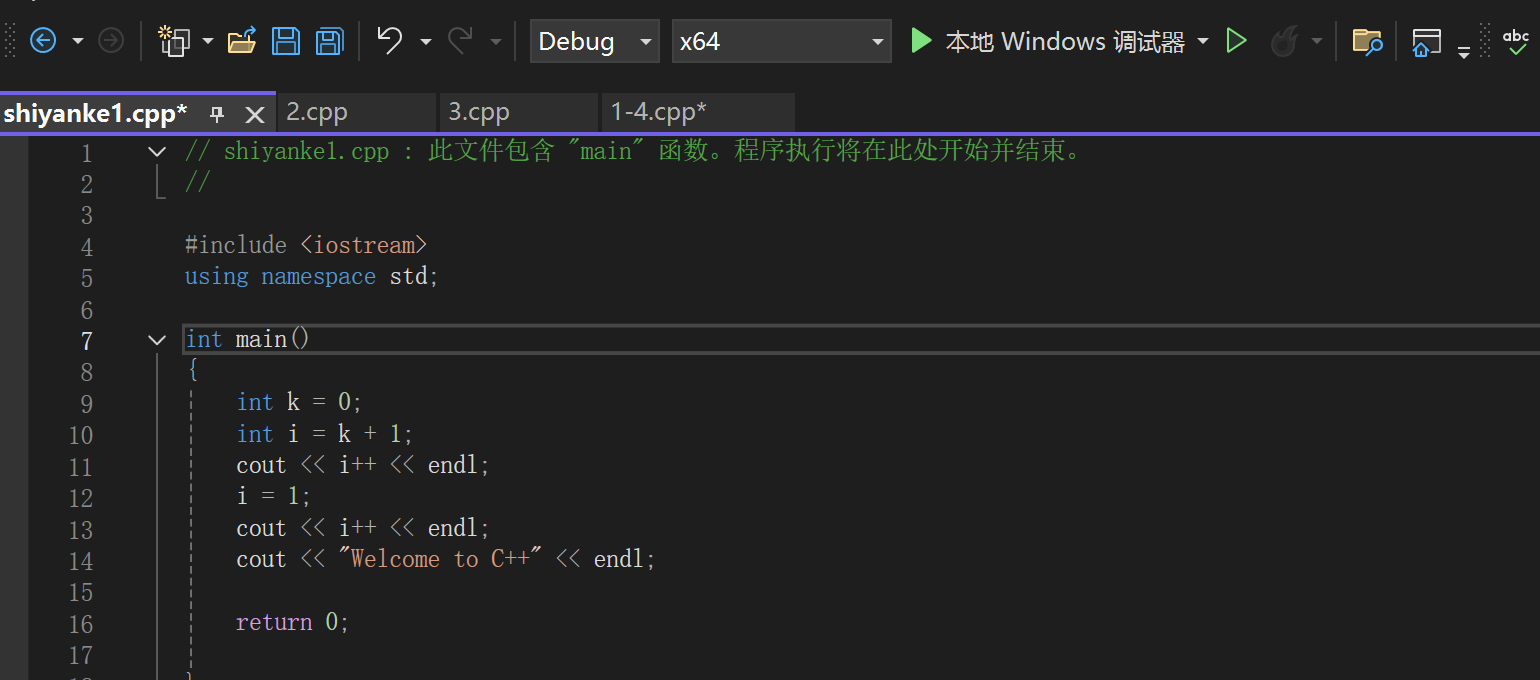 Debug x64 本地 Windows 调试器 abc
shiyanke1.cpp* 2.cpp 3.cpp 1-4.cpp*
1 // shiyanke1.cpp : 此文件包含 "main" 函数。程序执行将在此处开始并结束。
2 //
3
4 #include <iostream>
5 using namespace std;
6
7 int main()
8 {
9 int k = 0;
10 int i = k + 1;
11 cout << i++ << endl;
12 i = 1;
13 cout << i++ << endl;
14 cout << "Welcome to C++" << endl;
15
16 return 0;
17
18 }